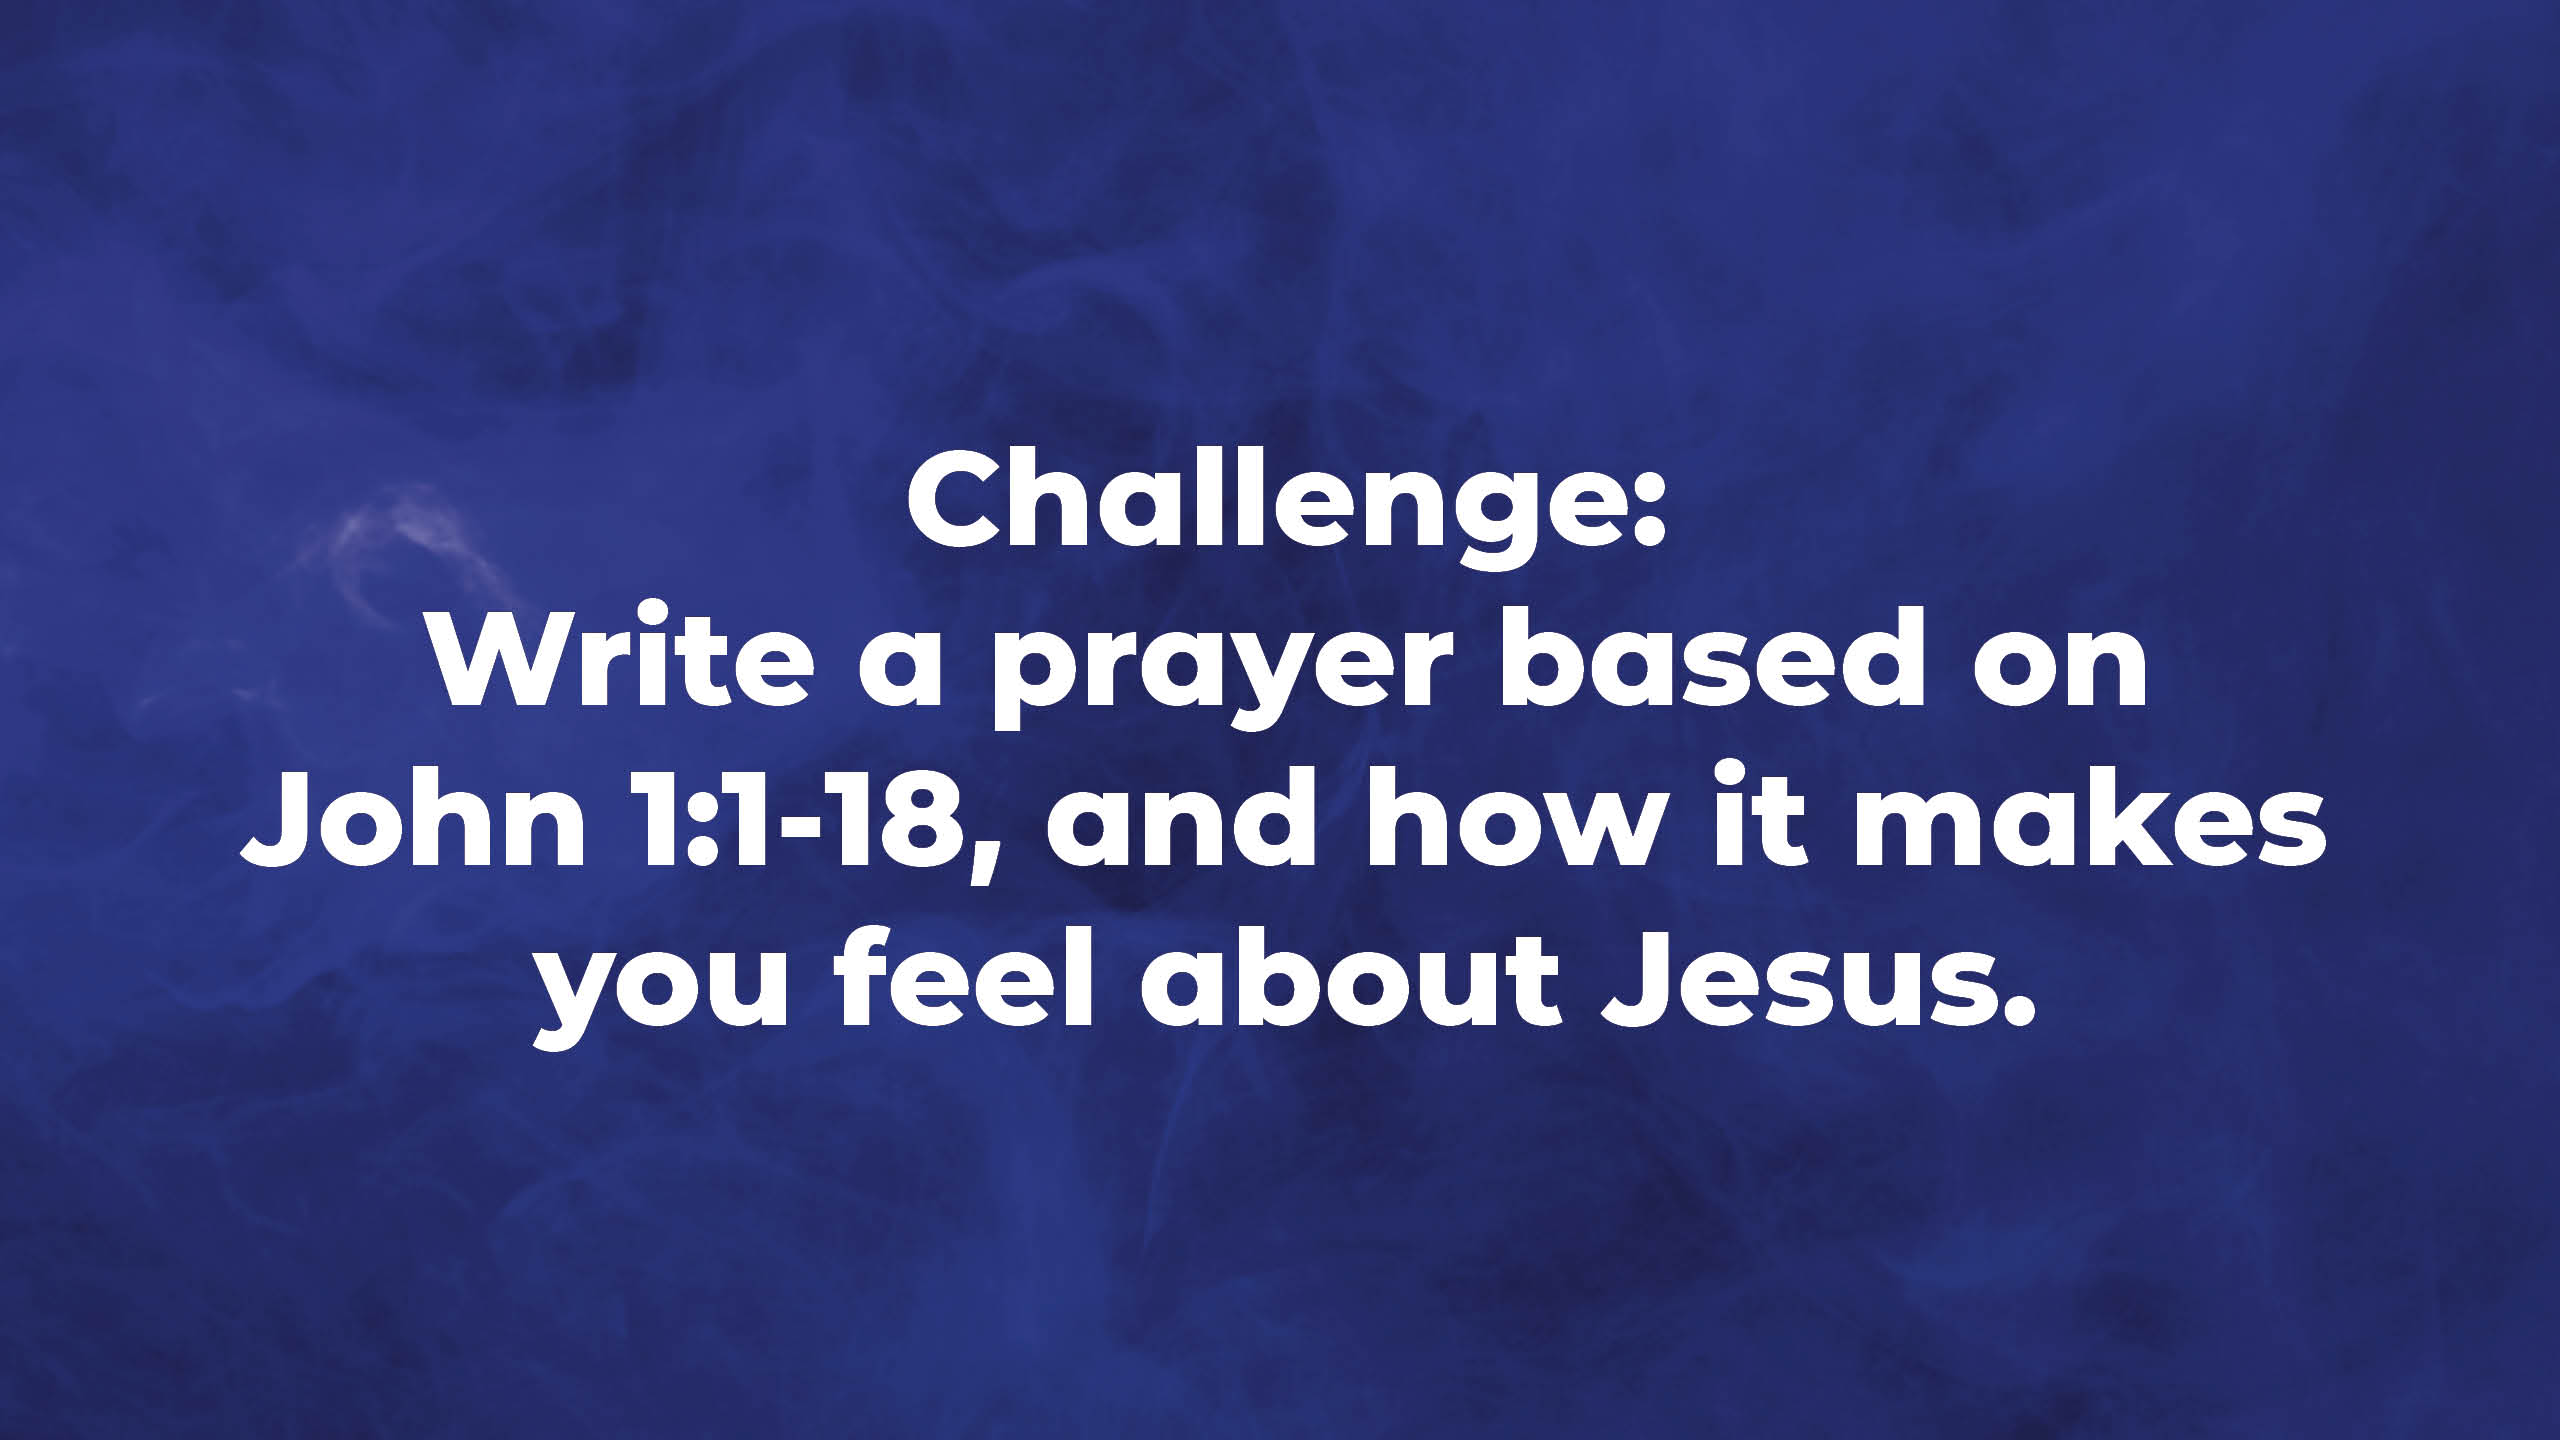 Challenge:
Write a prayer based on
John 1:1-18, and how it makes
you feel about Jesus.